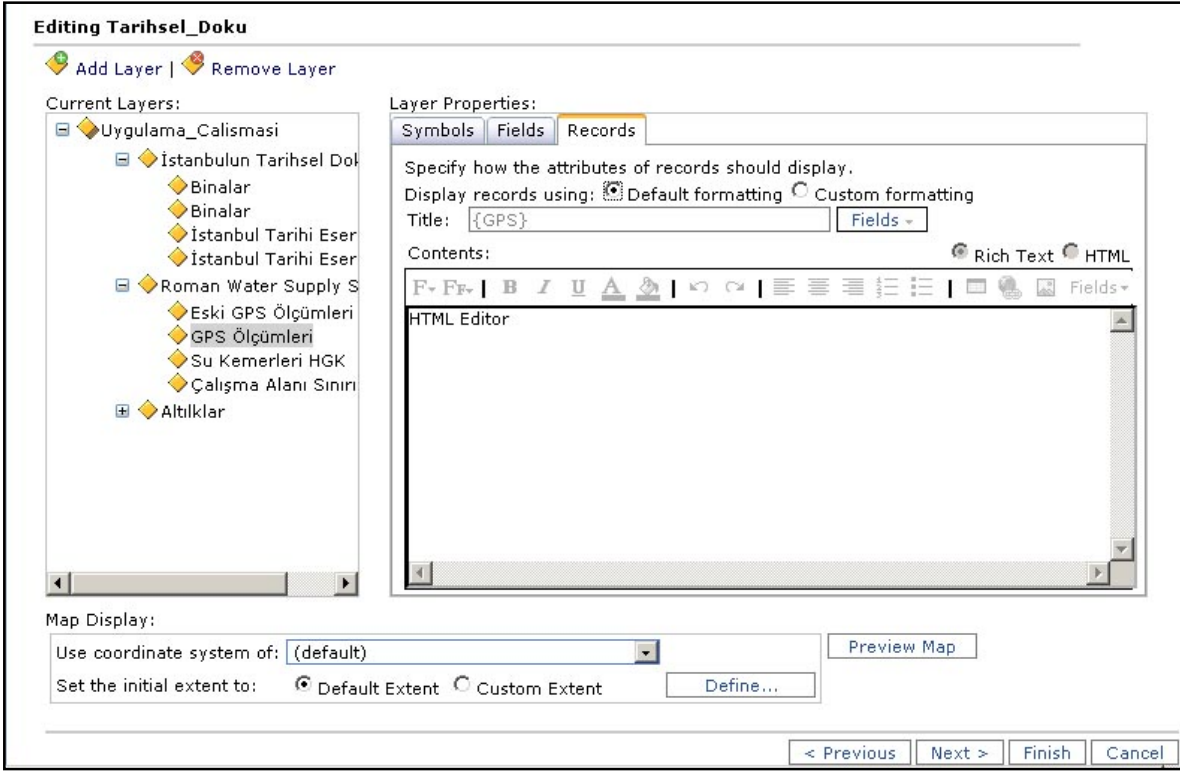 Editing Tarihsel_Doku
Add Layer | Remove Layer
Current Layers:
Uygulama_Calismasi
İstanbulun Tarihsel Dok
Binalar
Binalar
İstanbul Tarihi Eser
İstanbul Tarihi Eser
Roman Water Supply S
Eski GPS Ölçümleri
GPS Ölçümleri
Su Kemerleri HGK
Çalışma Alanı Sınırı
Altılklar
Layer Properties:
Symbols Fields Records
Specify how the attributes of records should display.
Display records using: Default formatting Custom formatting
Title: {GPS} Fields
Contents: Rich Text HTML
F FF B I U A Fields
HTML Editor
Map Display:
Use coordinate system of: (default)
Set the initial extent to: Default Extent Custom Extent Define...
Preview Map
< Previous Next > Finish Cancel